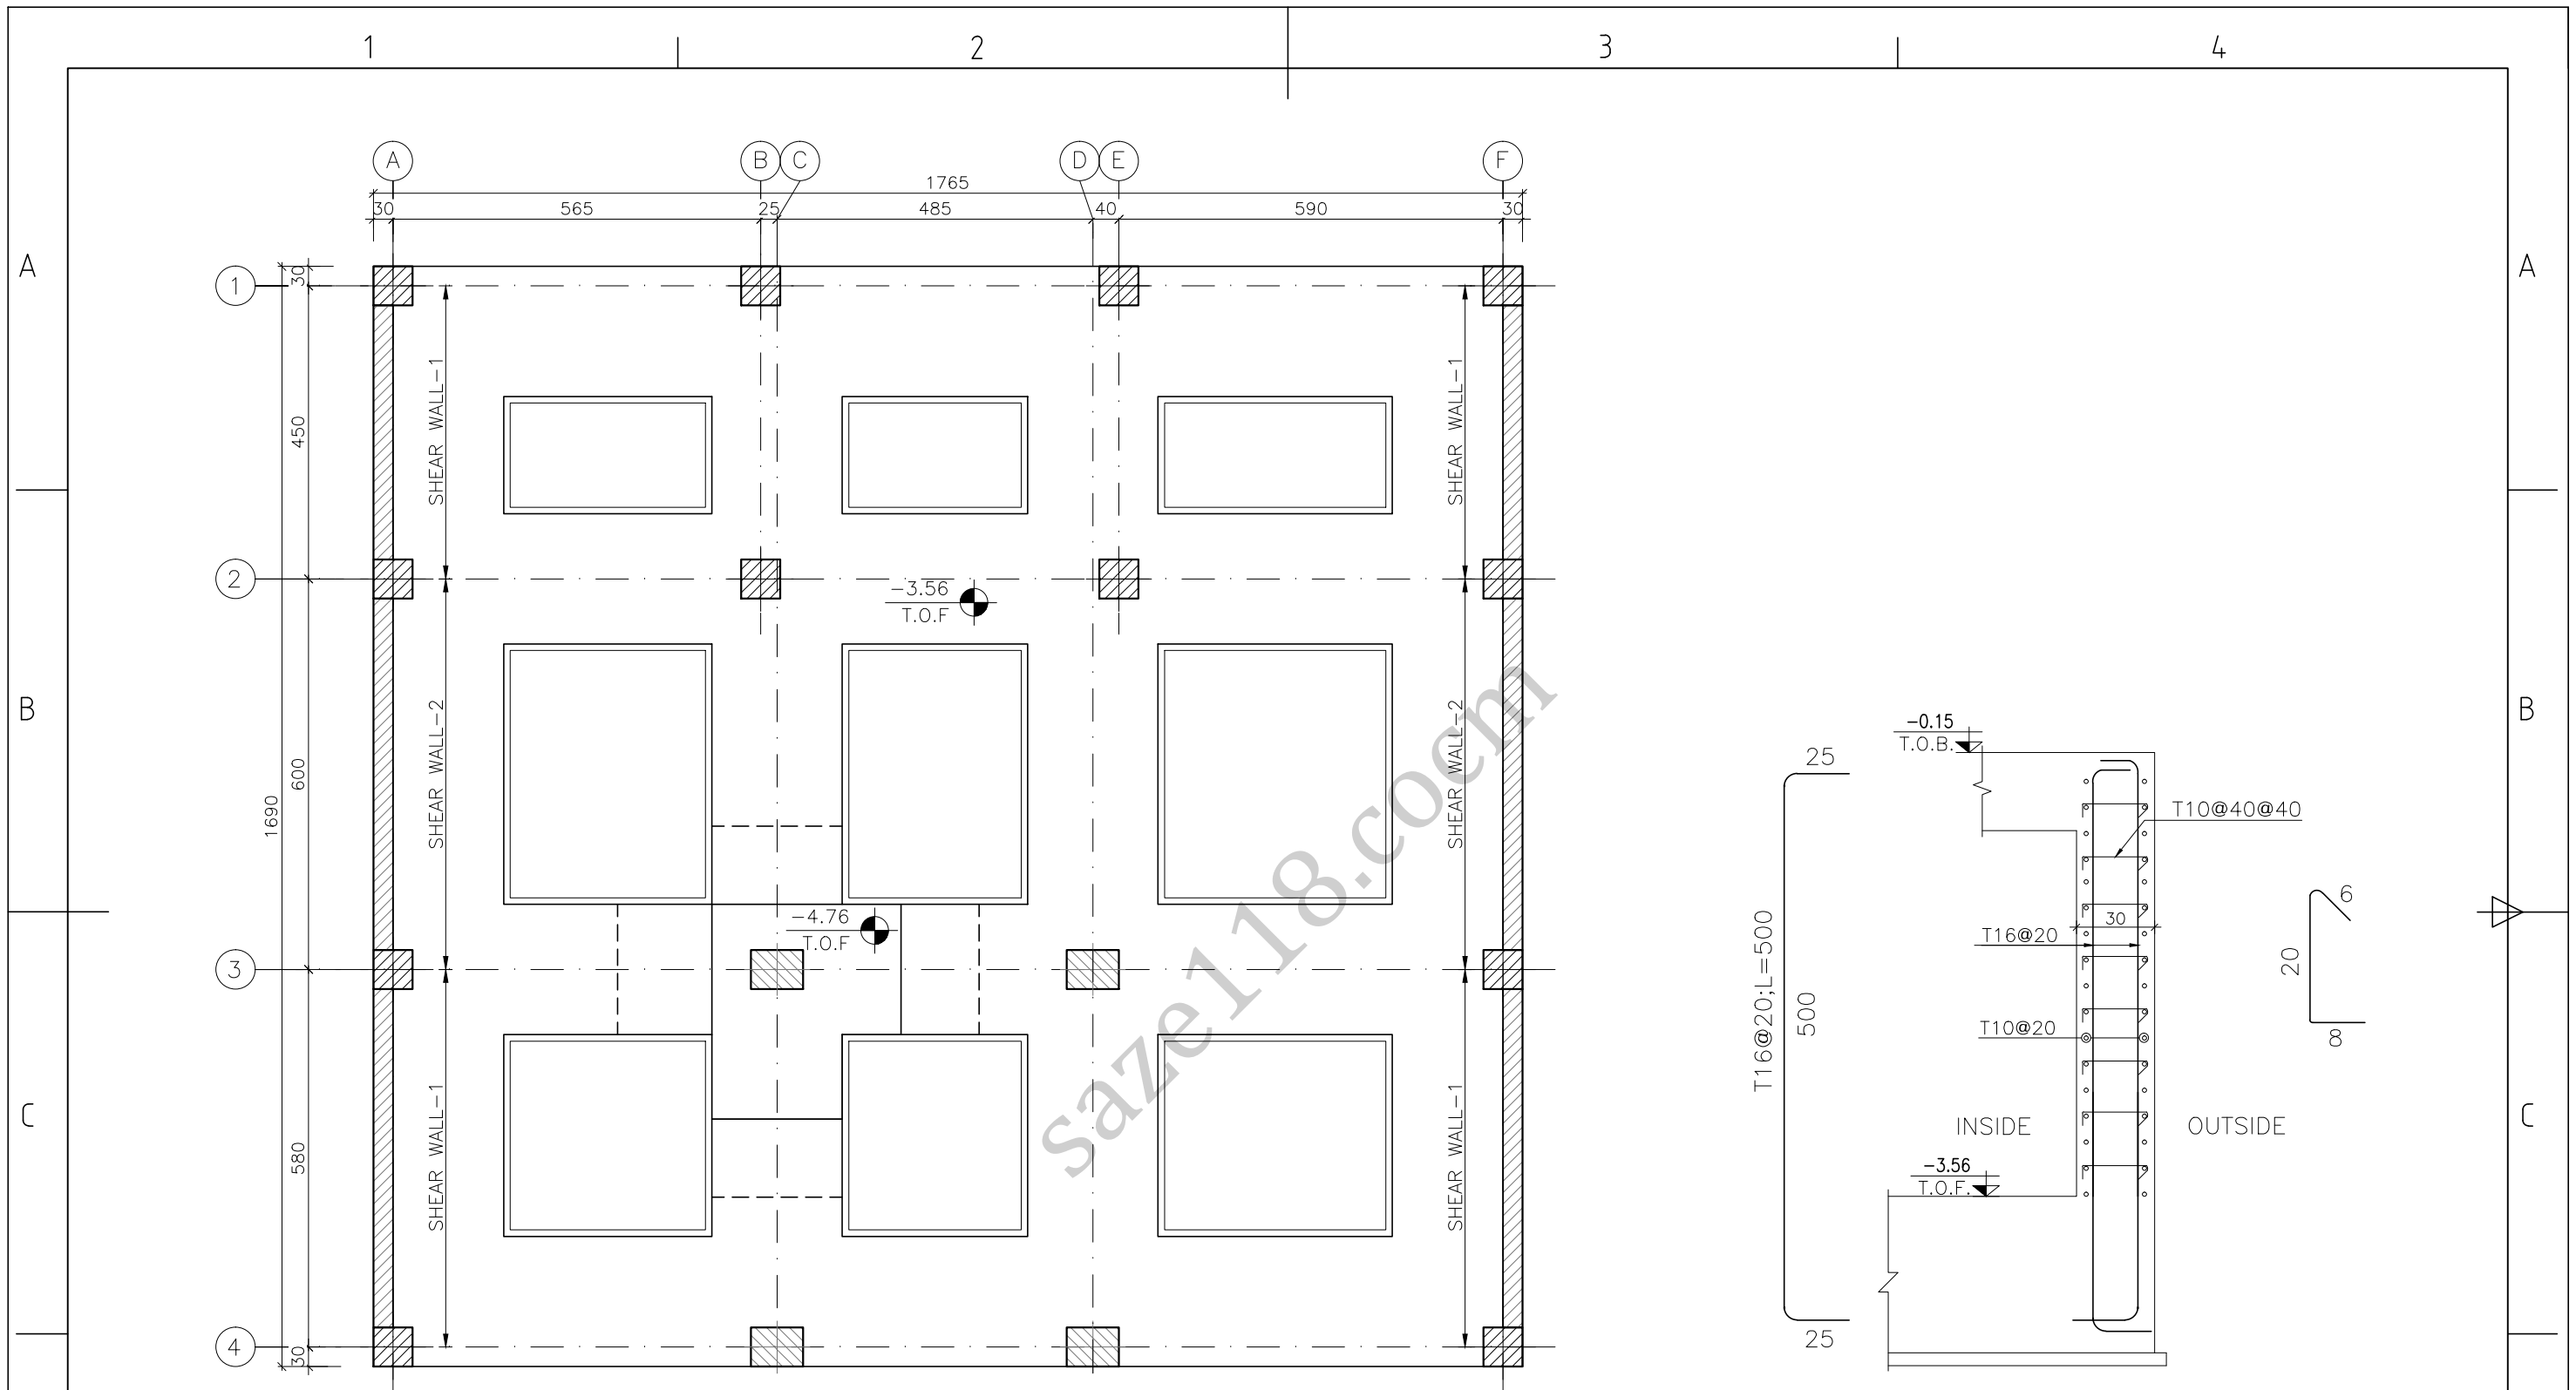 1 2 3 4
A B C D E F
1765
30 565 25 485 40 590 30
A A
1
30
450
SHEAR WALL-1
SHEAR WALL-1
2
-3.56
T.O.F
B B
600
1690
SHEAR WALL-2
SHEAR WALL-2
-4.76
T.O.F
3
C C
580
SHEAR WALL-1
SHEAR WALL-1
4
30
saze118.cocm
-0.15
T.O.B.
25
T10@40@40
30
T16@20
T16@20;L=500
500
T10@20
6
20
8
INSIDE OUTSIDE
-3.56
T.O.F.
25